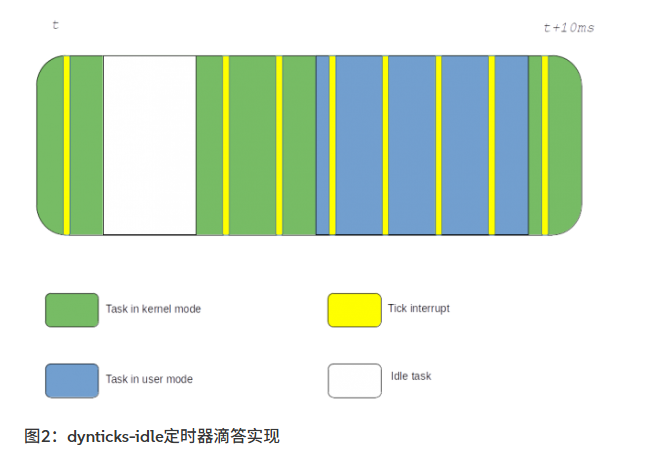 t
t+10ms
Task in kernel mode
Tick interrupt
Task in user mode
Idle task
图2：dynticks-idle定时器滴答实现